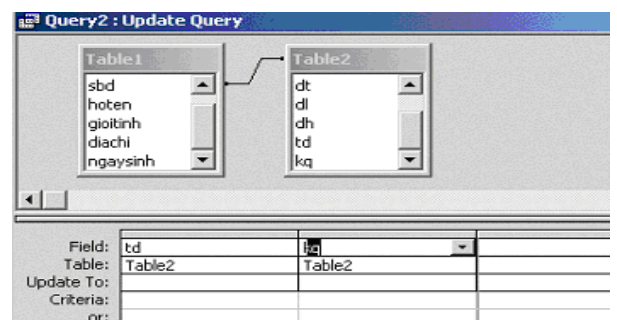 Query2 : Update Query
Table1
sbd
hoten
gioitinh
diachi
ngaysinh
Table2
dt
dl
dh
td
kq
Field: td kq
Table: Table2 Table2
Update To:
Criteria:
or: